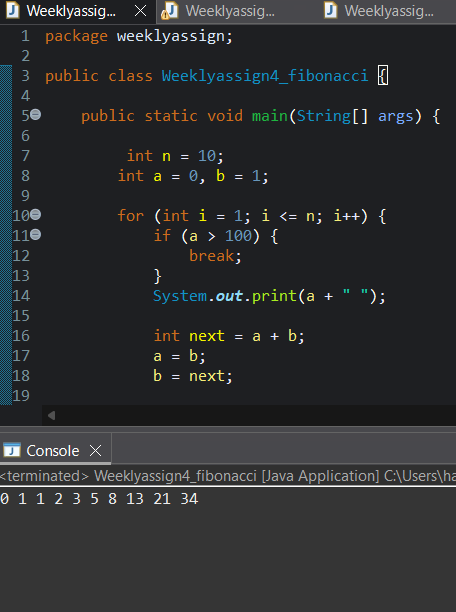 Weeklyassig... Weeklyassig... Weeklyassig...
1 package weeklyassign;
2
3 public class Weeklyassign4_fibonacci {
4
5 public static void main(String[] args) {
6
7 int n = 10;
8 int a = 0, b = 1;
9
10 for (int i = 1; i <= n; i++) {
11 if (a > 100) {
12 break;
13 }
14 System.out.print(a + " ");
15
16 int next = a + b;
17 a = b;
18 b = next;
19
Console
<terminated> Weeklyassign4_fibonacci [Java Application] C:\Users\ha
0 1 1 2 3 5 8 13 21 34